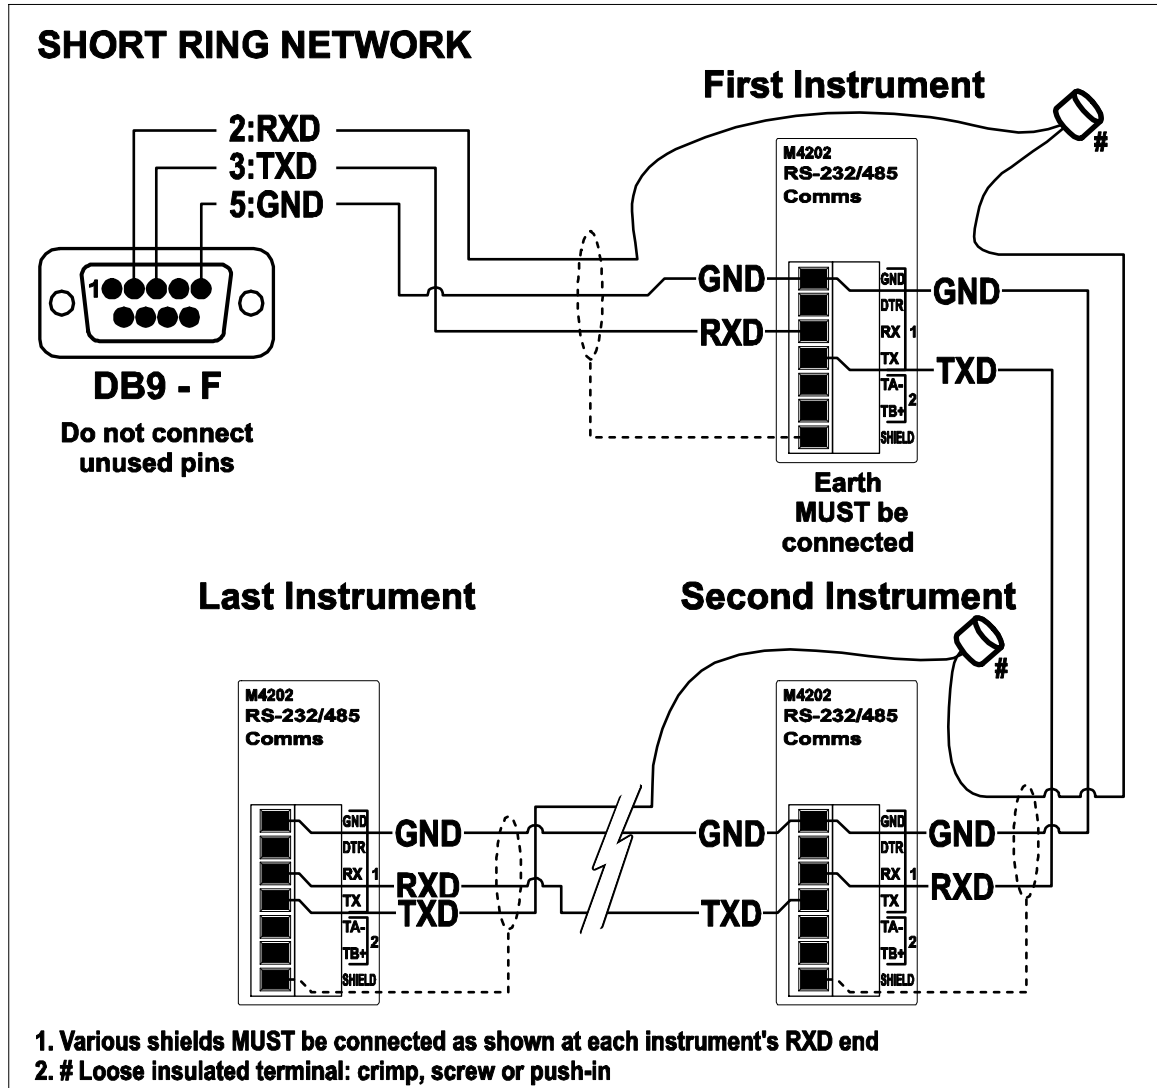 SHORT RING NETWORK
First Instrument
#
2:RXD
3:TXD
5:GND
1
DB9 - F
Do not connect
unused pins
M4202
RS-232/485
Comms
GND
RXD
GND
DTR
RX
TX
1
TA-
TB+
2
SHIELD
GND
TXD
Earth
MUST be
connected
Last Instrument
Second Instrument
#
M4202
RS-232/485
Comms
GND
DTR
RX
TX
1
TA-
TB+
2
SHIELD
GND
RXD
TXD
GND
TXD
M4202
RS-232/485
Comms
GND
DTR
RX
TX
1
TA-
TB+
2
SHIELD
GND
RXD
1. Various shields MUST be connected as shown at each instrument's RXD end
2. # Loose insulated terminal: crimp, screw or push-in